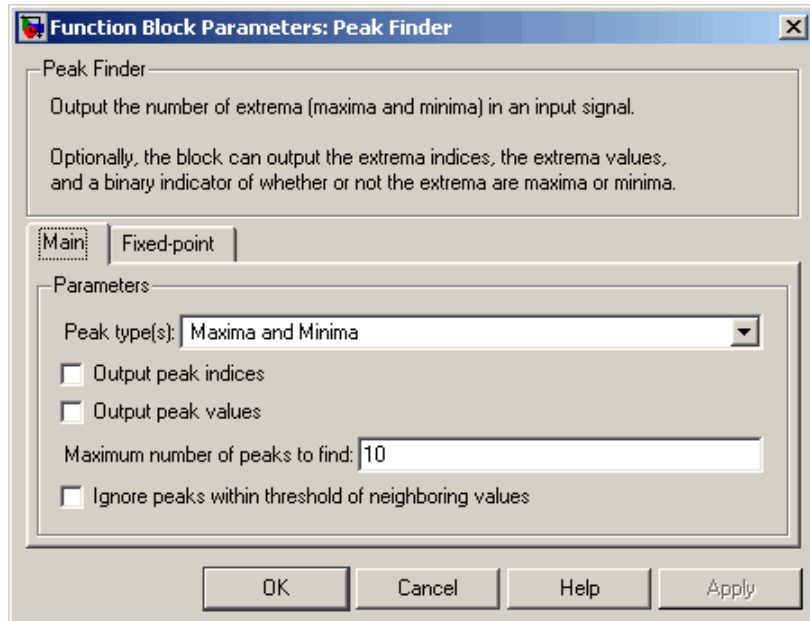 Function Block Parameters: Peak Finder
Peak Finder
Output the number of extrema (maxima and minima) in an input signal.
Optionally, the block can output the extrema indices, the extrema values,
and a binary indicator of whether or not the extrema are maxima or minima.
Main Fixed-point
Parameters
Peak type(s): Maxima and Minima
Output peak indices
Output peak values
Maximum number of peaks to find: 10
Ignore peaks within threshold of neighboring values
OK Cancel Help Apply